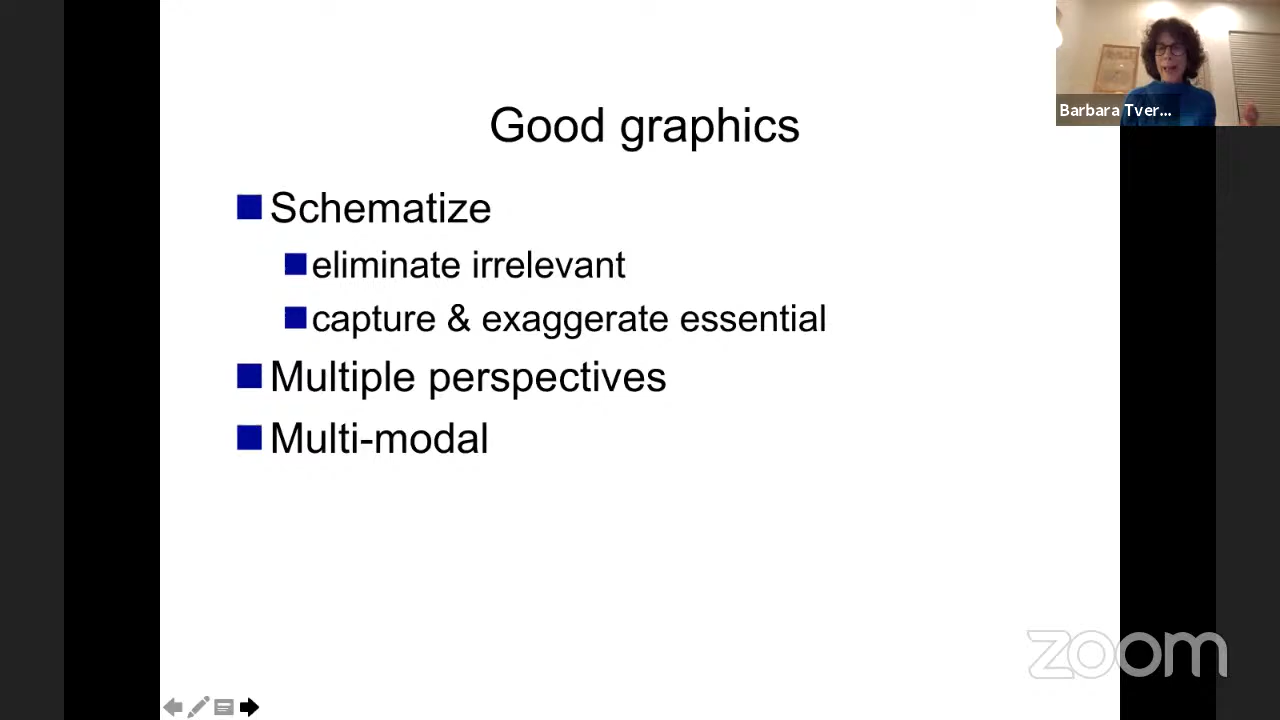 Good graphics
Schematize
eliminate irrelevant
capture & exaggerate essential
Multiple perspectives
Multi-modal
Barbara Tver...
zoom